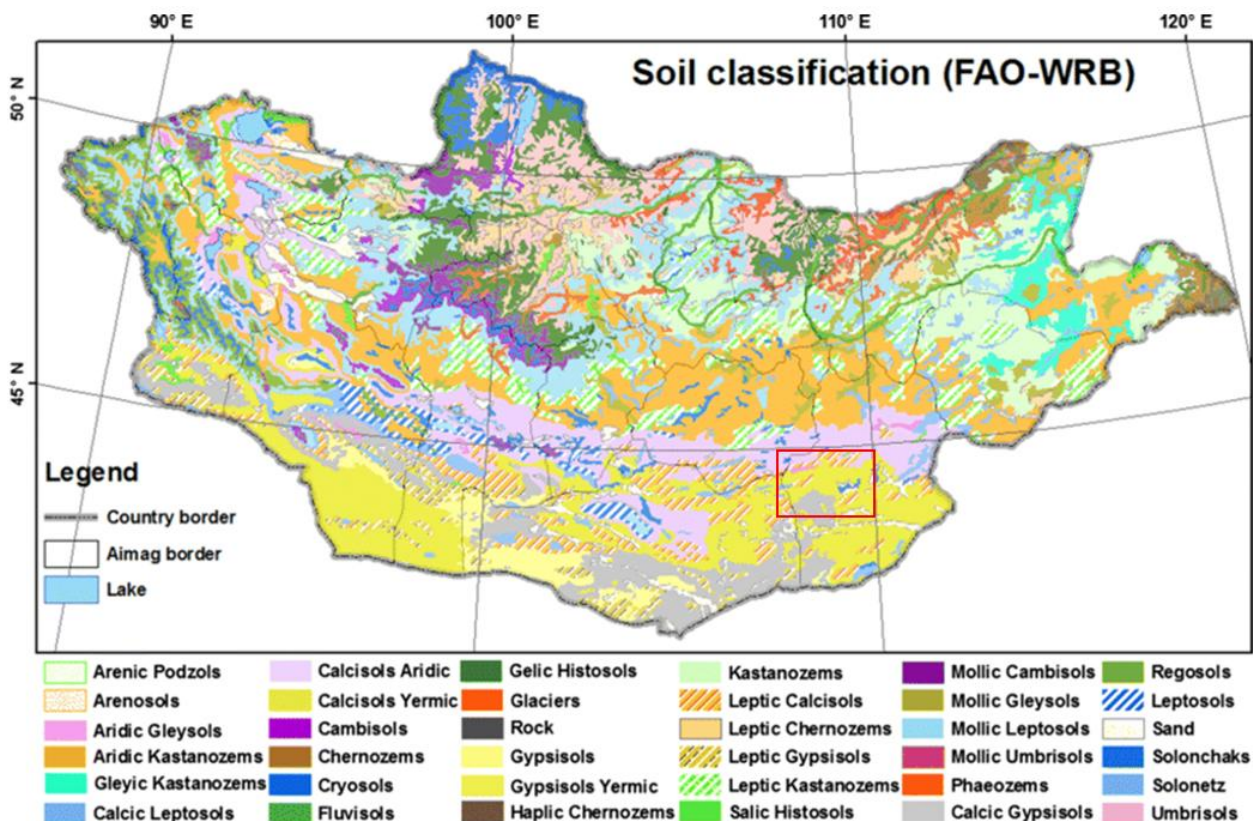 90° E 100° E 110° E 120° E
Soil classification (FAO-WRB)
50° N
45° N
Legend
Country border
Aimag border
Lake
Arenic Podzols
Arenosols
Aridic Gleysols
Aridic Kastanozems
Gleyic Kastanozems
Calcic Leptosols
Calcisols Aridic
Calcisols Yermic
Cambisols
Chernozems
Cryosols
Fluvisols
Gelic Histosols
Glaciers
Rock
Gypsisols
Gypsisols Yermic
Haplic Chernozems
Kastanozems
Leptic Calcisols
Leptic Chernozems
Leptic Gypsisols
Leptic Kastanozems
Salic Histosols
Mollic Cambisols
Mollic Gleysols
Mollic Leptosols
Mollic Umbrisols
Phaeozems
Calcic Gypsisols
Regosols
Leptosols
Sand
Solonchaks
Solonetz
Umbrisols